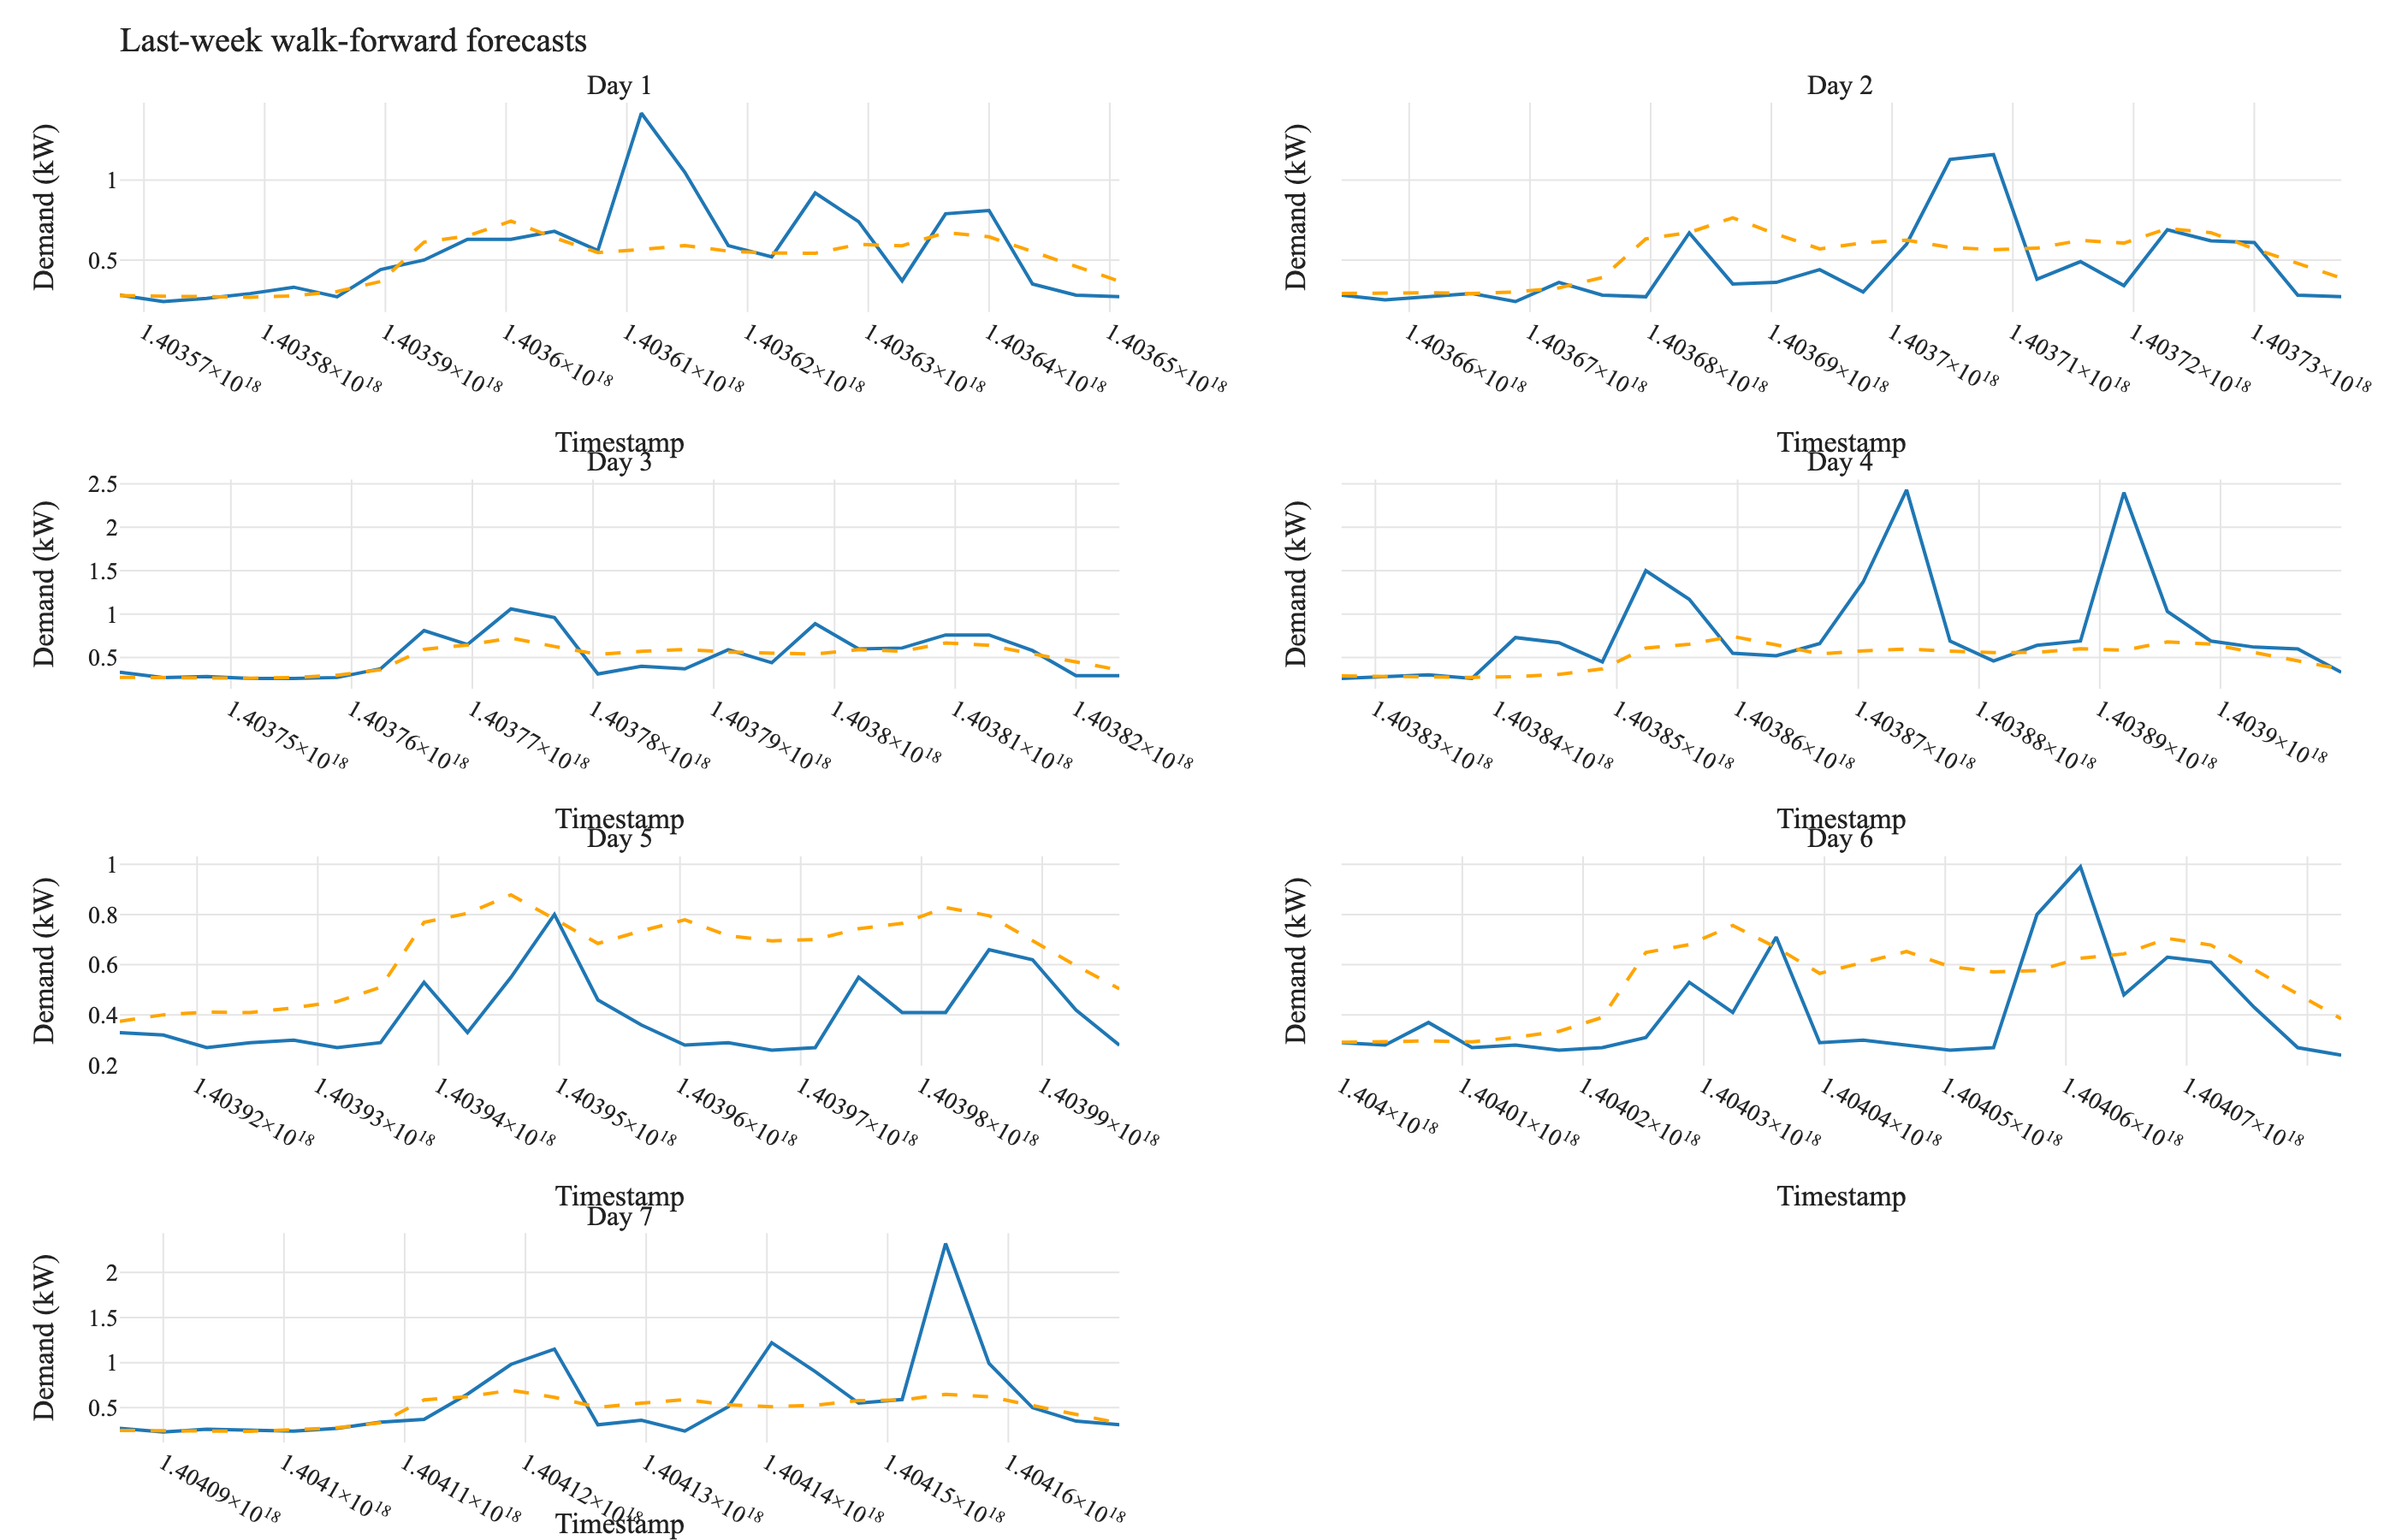 Last-week walk-forward forecasts
Day 1
Demand (kW)
1
0.5
1.40357×10¹⁸ 1.40358×10¹⁸ 1.40359×10¹⁸ 1.4036×10¹⁸ 1.40361×10¹⁸ 1.40362×10¹⁸ 1.40363×10¹⁸ 1.40364×10¹⁸ 1.40365×10¹⁸
Timestamp
Day 2
Demand (kW)
1.40366×10¹⁸ 1.40367×10¹⁸ 1.40368×10¹⁸ 1.40369×10¹⁸ 1.4037×10¹⁸ 1.40371×10¹⁸ 1.40372×10¹⁸ 1.40373×10¹⁸
Timestamp
Day 3
Demand (kW)
2.5
2
1.5
1
0.5
1.40375×10¹⁸ 1.40376×10¹⁸ 1.40377×10¹⁸ 1.40378×10¹⁸ 1.40379×10¹⁸ 1.4038×10¹⁸ 1.40381×10¹⁸ 1.40382×10¹⁸
Timestamp
Day 4
Demand (kW)
1.40383×10¹⁸ 1.40384×10¹⁸ 1.40385×10¹⁸ 1.40386×10¹⁸ 1.40387×10¹⁸ 1.40388×10¹⁸ 1.40389×10¹⁸ 1.4039×10¹⁸
Timestamp
Day 5
Demand (kW)
1
0.8
0.6
0.4
0.2
1.40392×10¹⁸ 1.40393×10¹⁸ 1.40394×10¹⁸ 1.40395×10¹⁸ 1.40396×10¹⁸ 1.40397×10¹⁸ 1.40398×10¹⁸ 1.40399×10¹⁸
Timestamp
Day 6
Demand (kW)
1.404×10¹⁸ 1.40401×10¹⁸ 1.40402×10¹⁸ 1.40403×10¹⁸ 1.40404×10¹⁸ 1.40405×10¹⁸ 1.40406×10¹⁸ 1.40407×10¹⁸
Timestamp
Day 7
Demand (kW)
2
1.5
1
0.5
1.40409×10¹⁸ 1.4041×10¹⁸ 1.40411×10¹⁸ 1.40412×10¹⁸ 1.40413×10¹⁸ 1.40414×10¹⁸ 1.40415×10¹⁸ 1.40416×10¹⁸
Timestamp